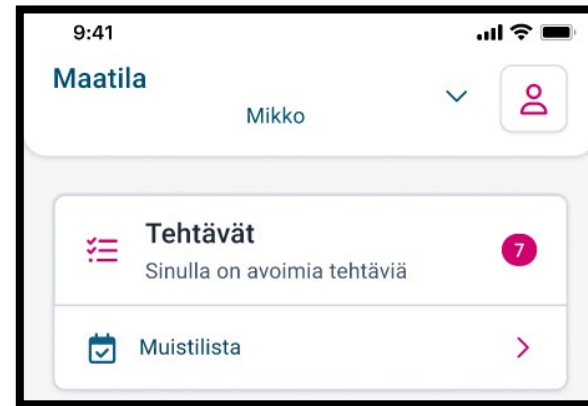 9:41
Maatila
Mikko
Tehtävät
7
Sinulla on avoimia tehtäviä
Muistilista